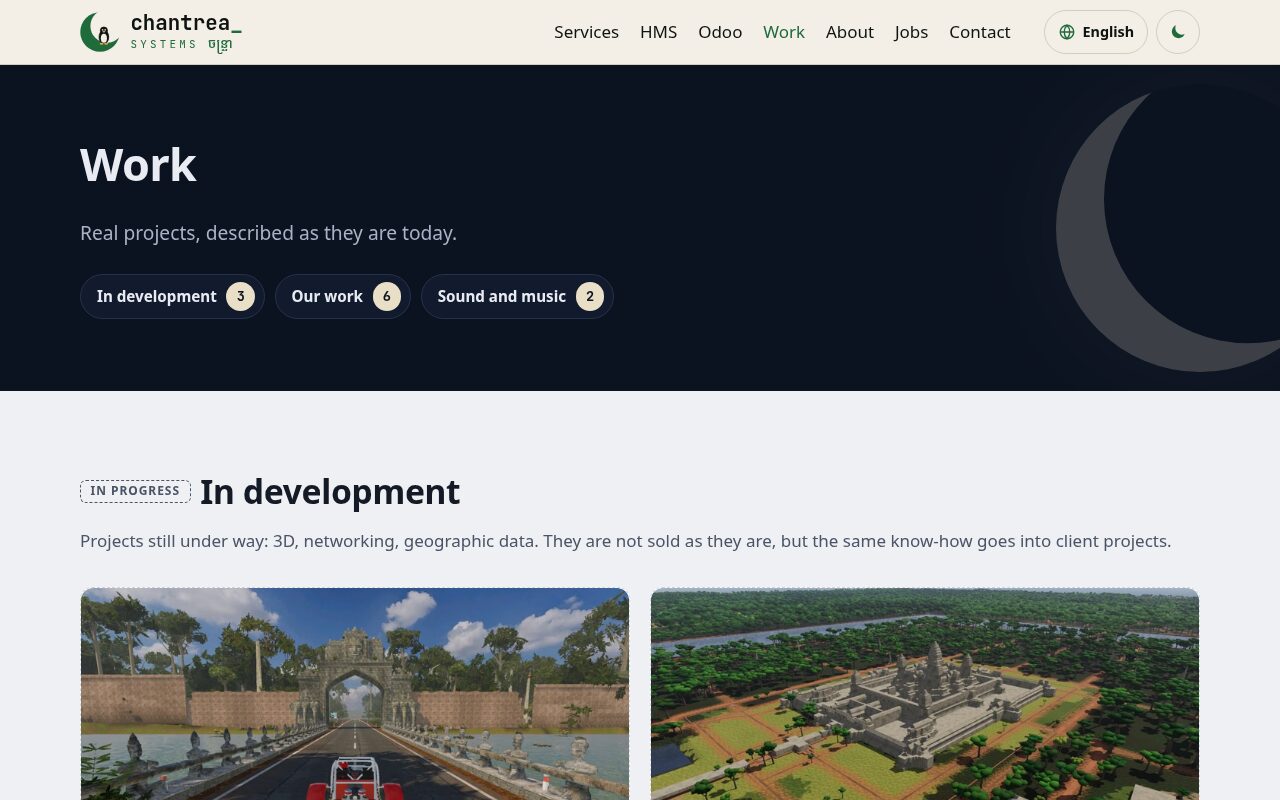 chantrea_
SYSTEMS ចន្ទ្រា
Services HMS Odoo Work About Jobs Contact English
Work
Real projects, described as they are today.
In development 3 Our work 6 Sound and music 2
IN PROGRESS In development
Projects still under way: 3D, networking, geographic data. They are not sold as they are, but the same know-how goes into client projects.